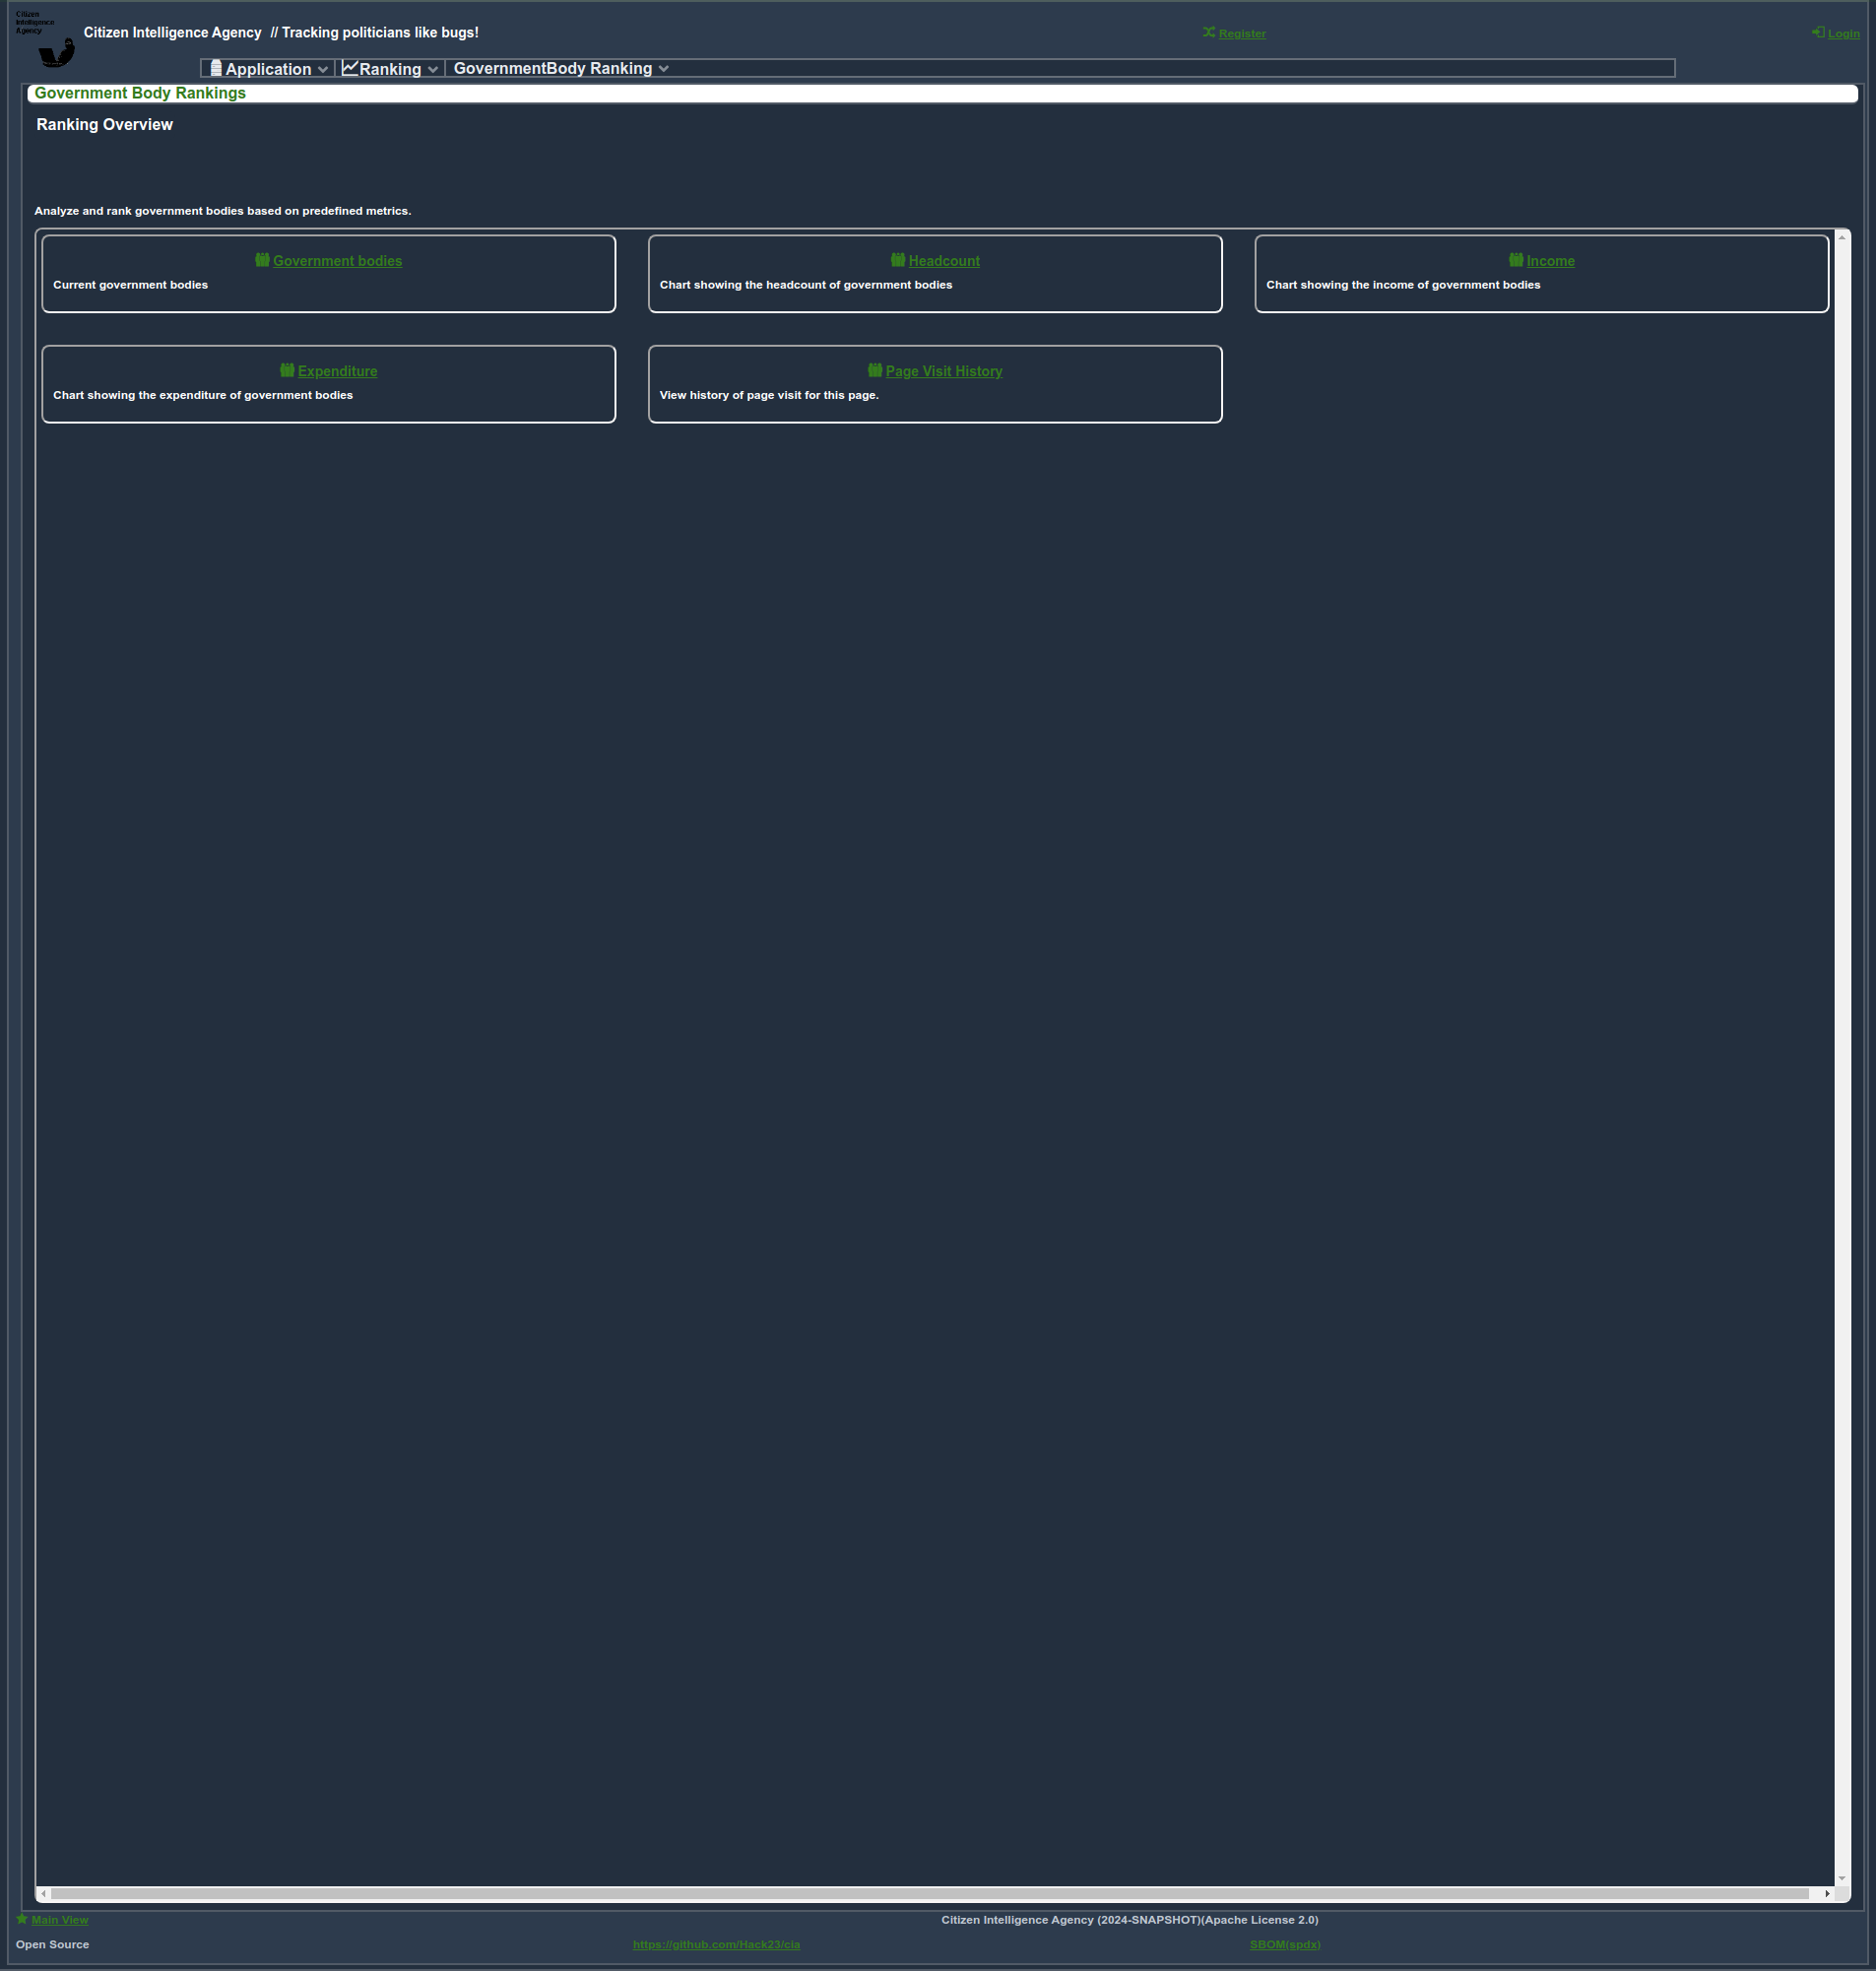 Citizen
Intelligence
Agency
Citizen Intelligence Agency // Tracking politicians like bugs!
Register
Login
Application
Ranking
GovernmentBody Ranking
Government Body Rankings
Ranking Overview
Analyze and rank government bodies based on predefined metrics.
Government bodies
Current government bodies
Headcount
Chart showing the headcount of government bodies
Income
Chart showing the income of government bodies
Expenditure
Chart showing the expenditure of government bodies
Page Visit History
View history of page visit for this page.
Main View
Citizen Intelligence Agency (2024-SNAPSHOT)(Apache License 2.0)
Open Source
https://github.com/Hack23/cia
SBOM(spdx)